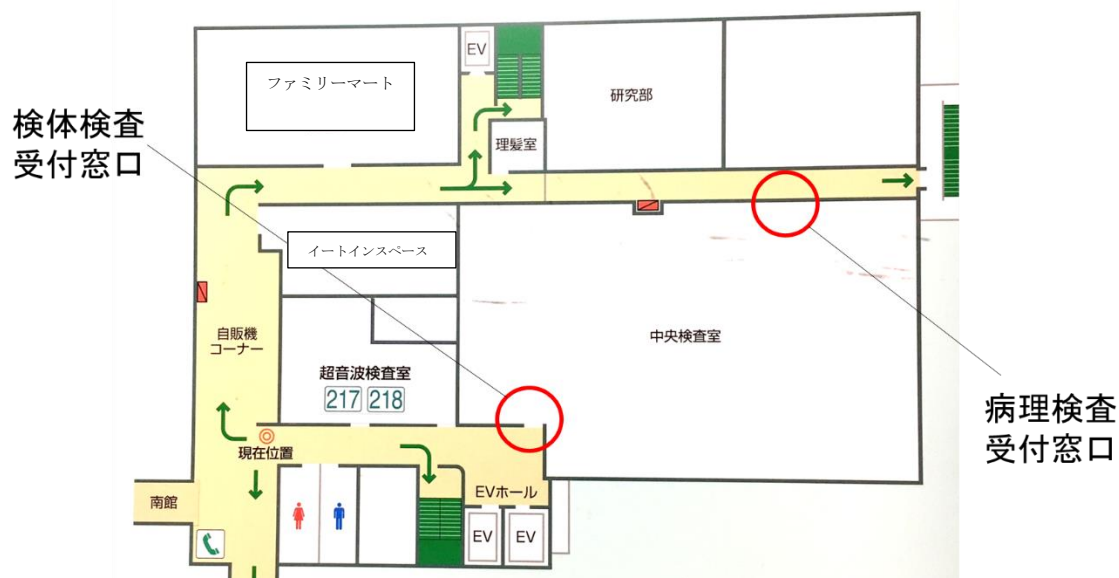 EV
ファミリーマート
研究部
検体検査
受付窓口
理髪室
イートインスペース
自販機
コーナー
中央検査室
超音波検査室
217 218
病理検査
受付窓口
現在位置
EVホール
南館
EV EV